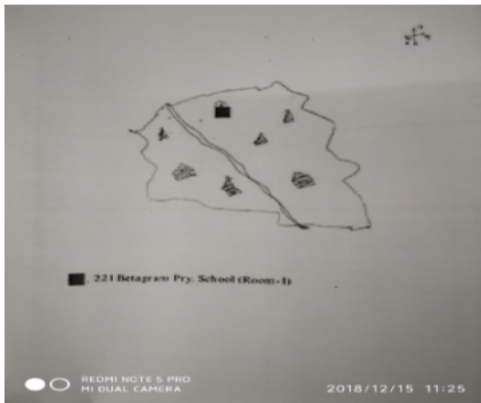 221 Betagram Pry. School (Room-1)
REDMI NOTE 5 PRO
MI DUAL CAMERA
2018/12/15 11:25